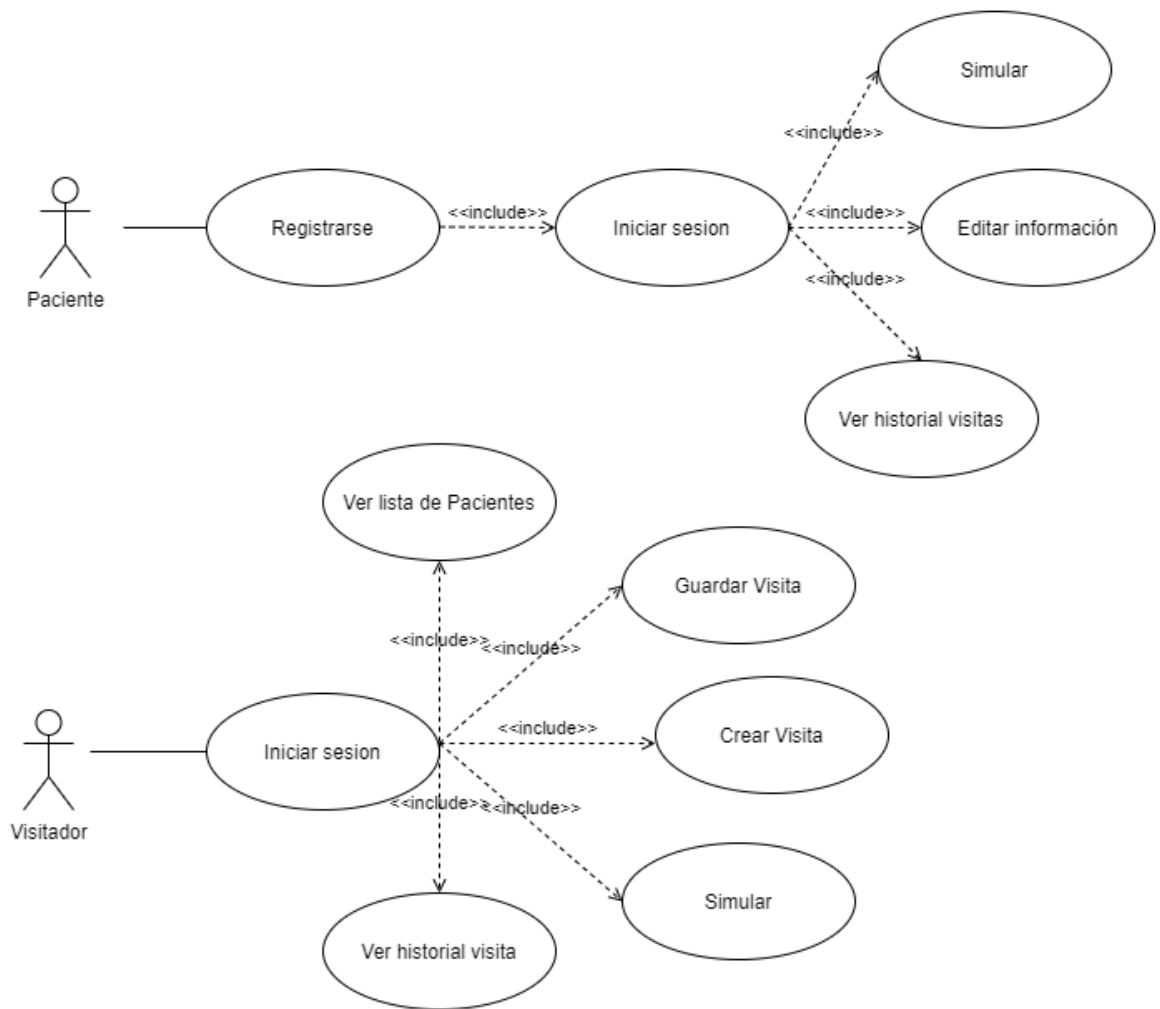 Simular
<<include>>
Registrarse
<<include>>
Iniciar sesion
<<include>>
Editar información
Paciente
<<include>>
Ver historial visitas
Ver lista de Pacientes
Guardar Visita
<<include>>
<<include>>
Iniciar sesion
<<include>>
Crear Visita
Visitador
<<include>>
<<include>>
Simular
Ver historial visita